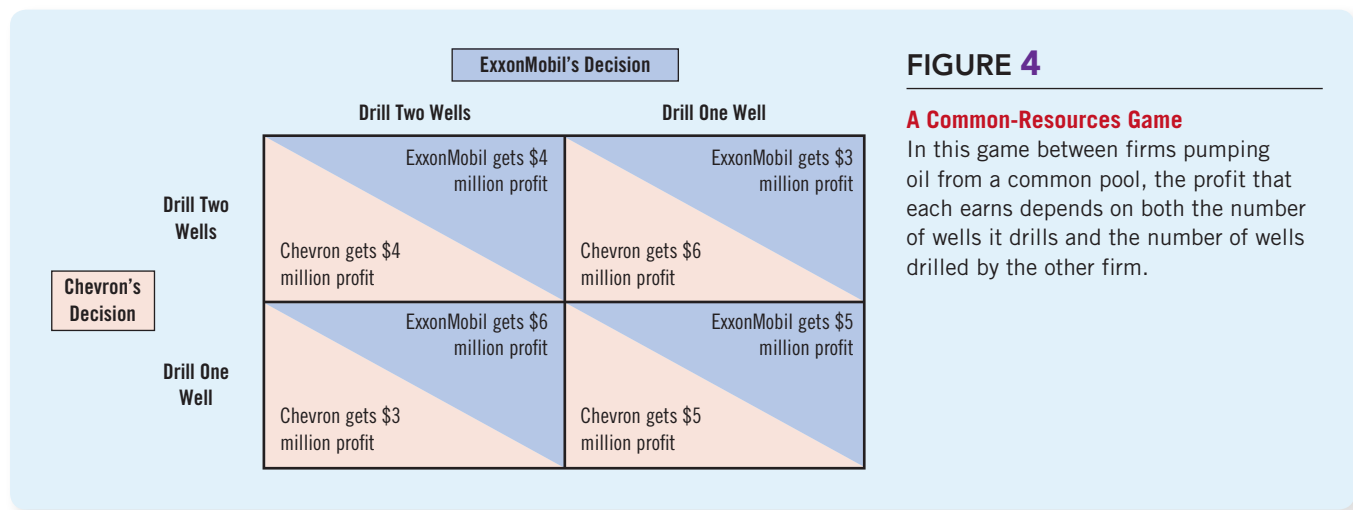 ExxonMobil's Decision
Drill Two Wells
Drill One Well
Chevron's
Decision
Drill Two
Wells
ExxonMobil gets $4
million profit
Chevron gets $4
million profit
ExxonMobil gets $3
million profit
Chevron gets $6
million profit
Drill One
Well
ExxonMobil gets $6
million profit
Chevron gets $3
million profit
ExxonMobil gets $5
million profit
Chevron gets $5
million profit
FIGURE 4
A Common-Resources Game
In this game between firms pumping
oil from a common pool, the profit that
each earns depends on both the number
of wells it drills and the number of wells
drilled by the other firm.